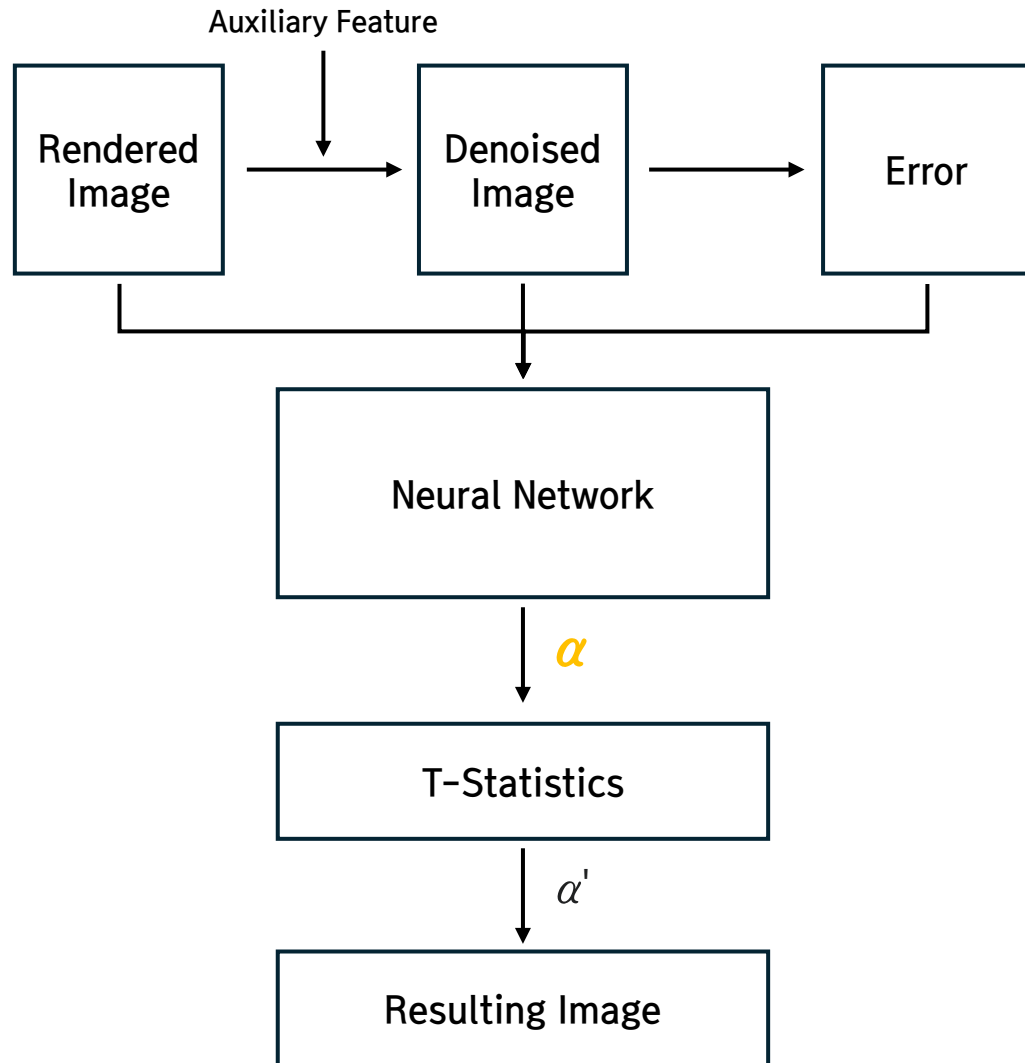 Auxiliary Feature
Rendered
Image
Denoised
Image
Error
Neural Network
α
T-Statistics
α'
Resulting Image